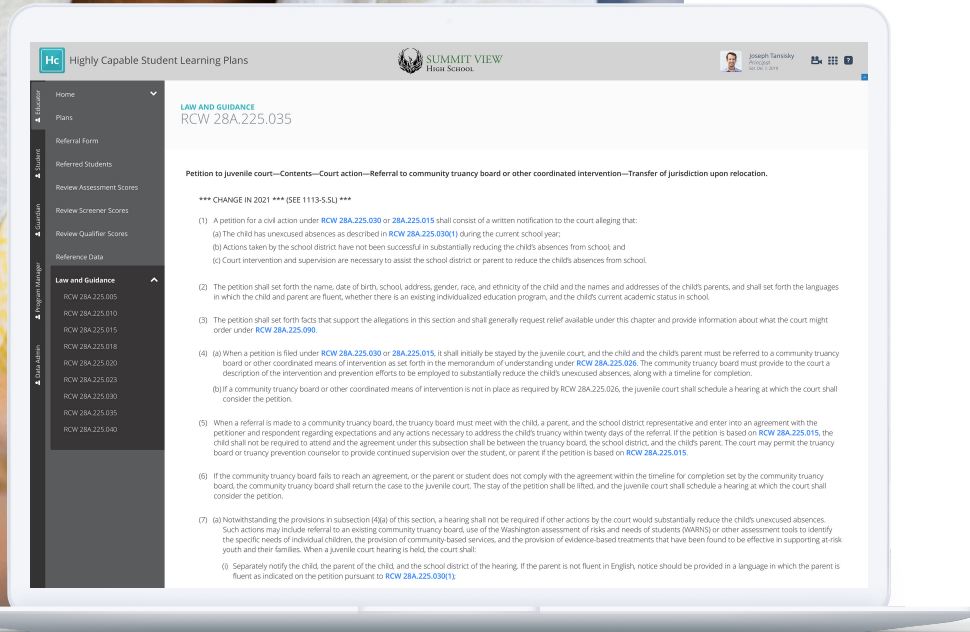 Hc Highly Capable Student Learning Plans
SUMMIT VIEW
HIGH SCHOOL
Joseph Tansisky
Principal
Educator
Student
Guardian
Program Manager
Data Admin
Home
Plans
Referral Form
Referred Students
Review Assessment Scores
Review Screener Scores
Review Qualifier Scores
Reference Data
Law and Guidance
RCW 28A.225.005
RCW 28A.225.010
RCW 28A.225.015
RCW 28A.225.018
RCW 28A.225.020
RCW 28A.225.023
RCW 28A.225.030
RCW 28A.225.035
RCW 28A.225.040
LAW AND GUIDANCE
RCW 28A.225.035
Petition to juvenile court—Contents—Court action—Referral to community truancy board or other coordinated intervention—Transfer of jurisdiction upon relocation.
*** CHANGE IN 2021 *** (SEE 1113-S.SL) ***
(1) A petition for a civil action under RCW 28A.225.030 or 28A.225.015 shall consist of a written notification to the court alleging that:
(a) The child has unexcused absences as described in RCW 28A.225.030(1) during the current school year;
(b) Actions taken by the school district have not been successful in substantially reducing the child's absences from school; and
(c) Court intervention and supervision are necessary to assist the school district or parent to reduce the child's absences from school.
(2) The petition shall set forth the name, date of birth, school, address, gender, race, and ethnicity of the child and the names and addresses of the child's parents, and shall set forth the languages
in which the child and parent are fluent, whether there is an existing individualized education program, and the child's current academic status in school.
(3) The petition shall set forth facts that support the allegations in this section and shall generally request relief available under this chapter and provide information about what the court might
order under RCW 28A.225.090.
(4) (a) When a petition is filed under RCW 28A.225.030 or 28A.225.015, it shall initially be stayed by the juvenile court, and the child and the child's parent must be referred to a community truancy
board or other coordinated means of intervention as set forth in the memorandum of understanding under RCW 28A.225.026. The community truancy board must provide to the court a
description of the intervention and prevention efforts to be employed to substantially reduce the child's unexcused absences, along with a timeline for completion.
(b) If a community truancy board or other coordinated means of intervention is not in place as required by RCW 28A.225.026, the juvenile court shall schedule a hearing at which the court shall
consider the petition.
(5) When a referral is made to a community truancy board, the truancy board must meet with the child, a parent, and the school district representative and enter into an agreement with the
petitioner and respondent regarding expectations and any actions necessary to address the child's truancy within twenty days of the referral. If the petition is based on RCW 28A.225.015, the
child shall not be required to attend and the agreement under this subsection shall be between the truancy board, the school district, and the child's parent. The court may permit the truancy
board or truancy prevention counselor to provide continued supervision over the student, or parent if the petition is based on RCW 28A.225.015.
(6) If the community truancy board fails to reach an agreement, or the parent or student does not comply with the agreement within the timeline for completion set by the community truancy
board, the community truancy board shall return the case to the juvenile court. The stay of the petition shall be lifted, and the juvenile court shall schedule a hearing at which the court shall
consider the petition.
(7) (a) Notwithstanding the provisions in subsection (4)(a) of this section, a hearing shall not be required if other actions by the court would substantially reduce the child's unexcused absences.
Such actions may include referral to an existing community truancy board, use of the Washington assessment of risks and needs of students (WARNS) or other assessment tools to identify
the specific needs of individual children, the provision of community-based services, and the provision of evidence-based treatments that have been found to be effective in supporting at-risk
youth and their families. When a juvenile court hearing is held, the court shall:
(i) Separately notify the child, the parent of the child, and the school district of the hearing. If the parent is not fluent in English, notice should be provided in a language in which the parent is
fluent as indicated on the petition pursuant to RCW 28A.225.030(1);